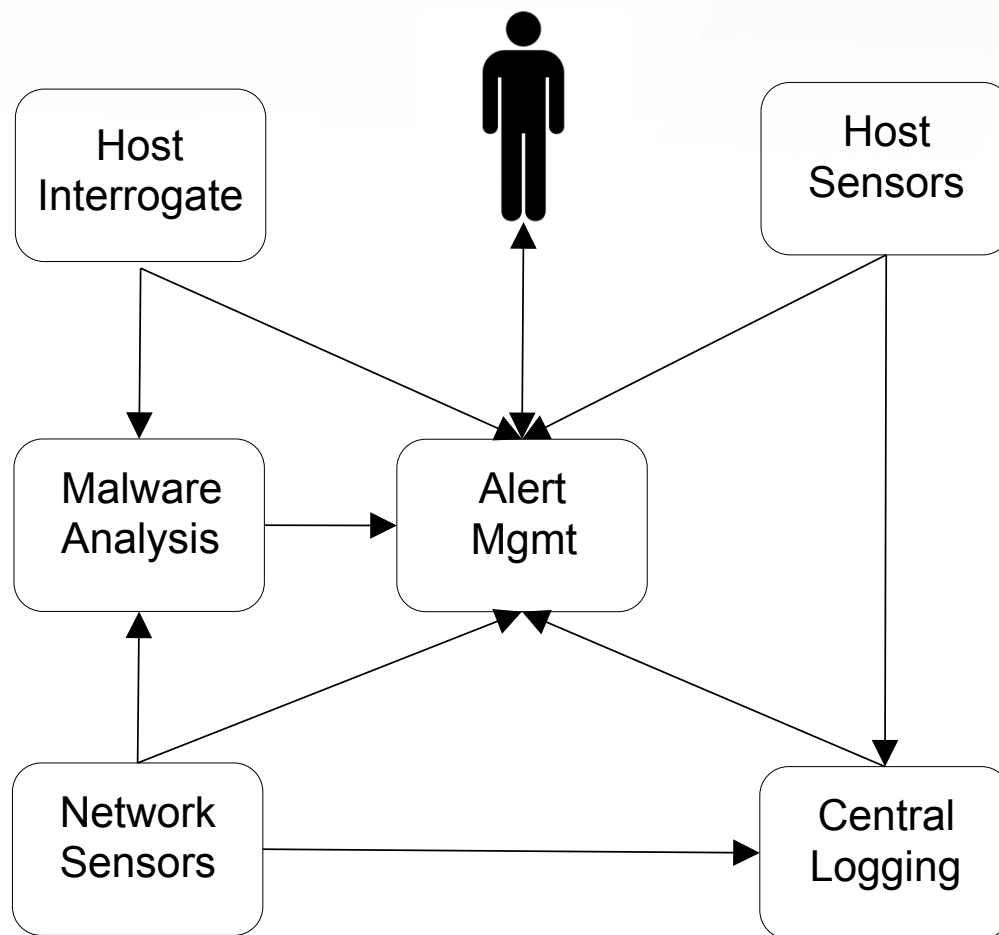 Host
Interrogate
Host
Sensors
Malware
Analysis
Alert
Mgmt
Network
Sensors
Central
Logging